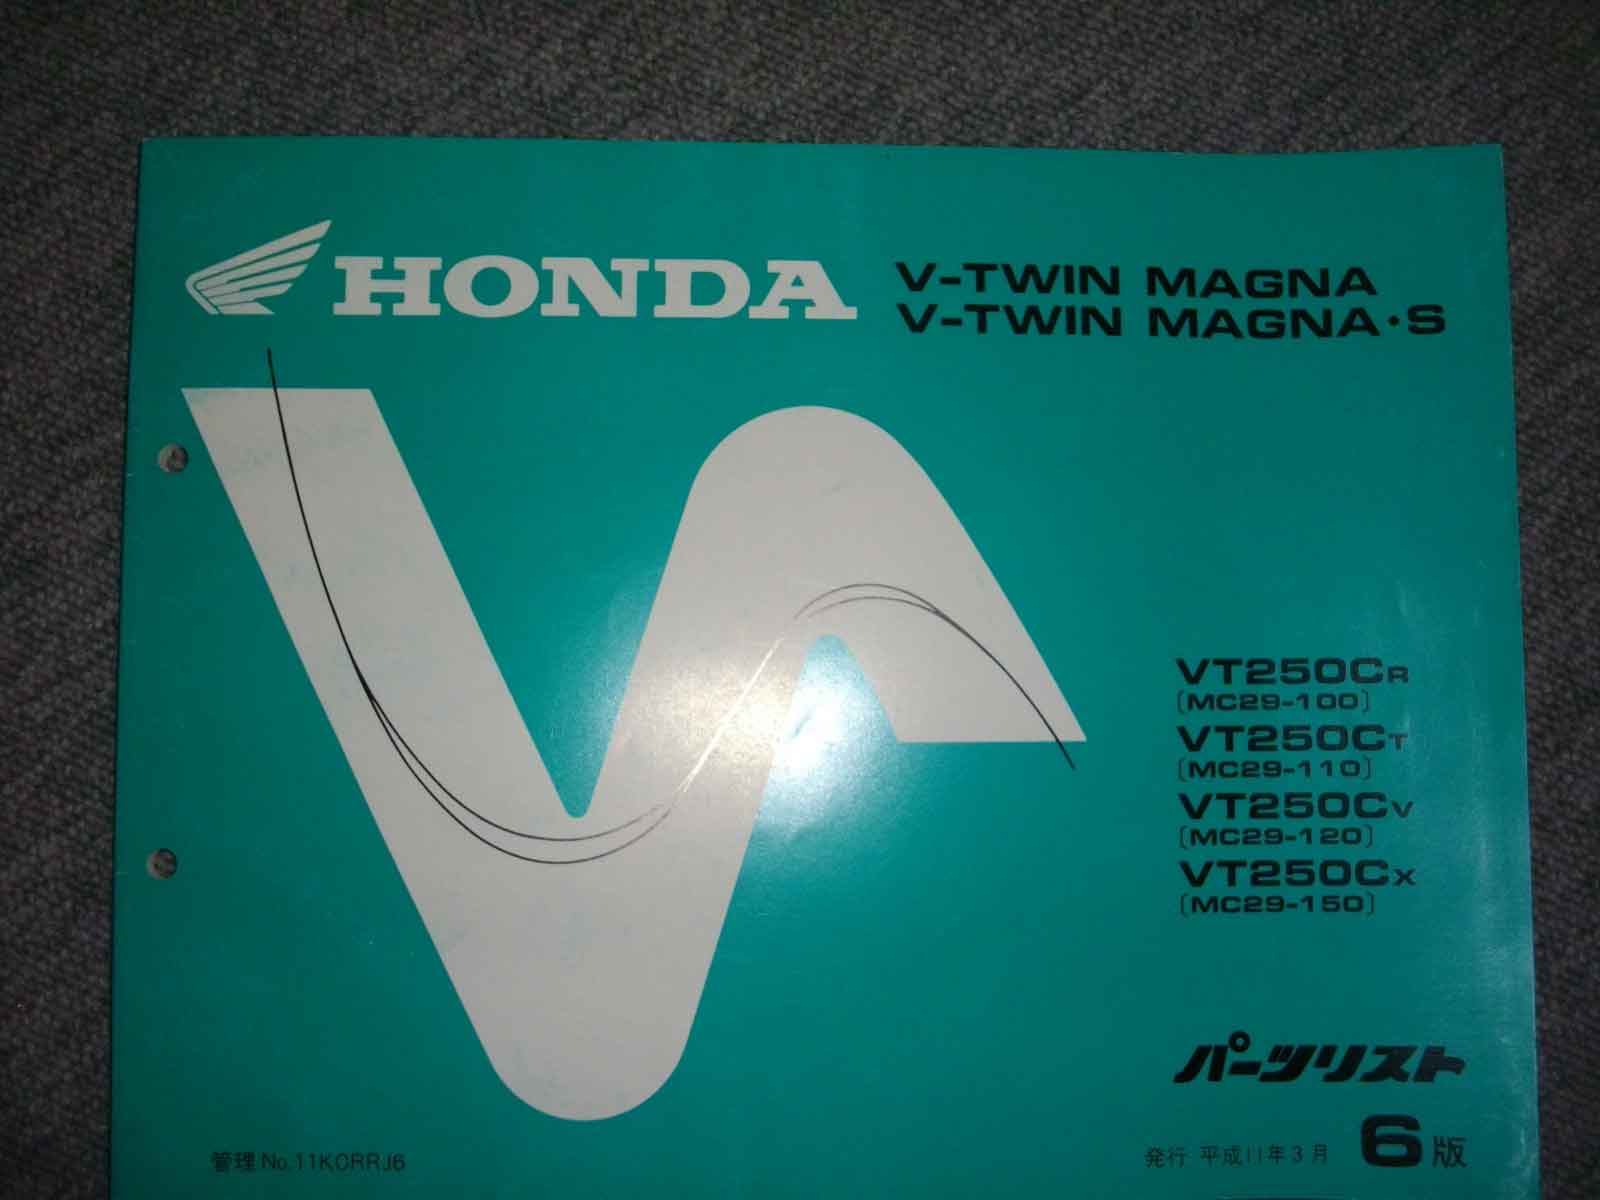 HONDA
V-TWIN MAGNA
V-TWIN MAGNA・S
VT250CR
[MC29-100]
VT250CT
[MC29-110]
VT250CV
[MC29-120]
VT250CX
[MC29-150]
パーツリスト
管理 No.11KCRRJ6
発行 平成11年3月 6版